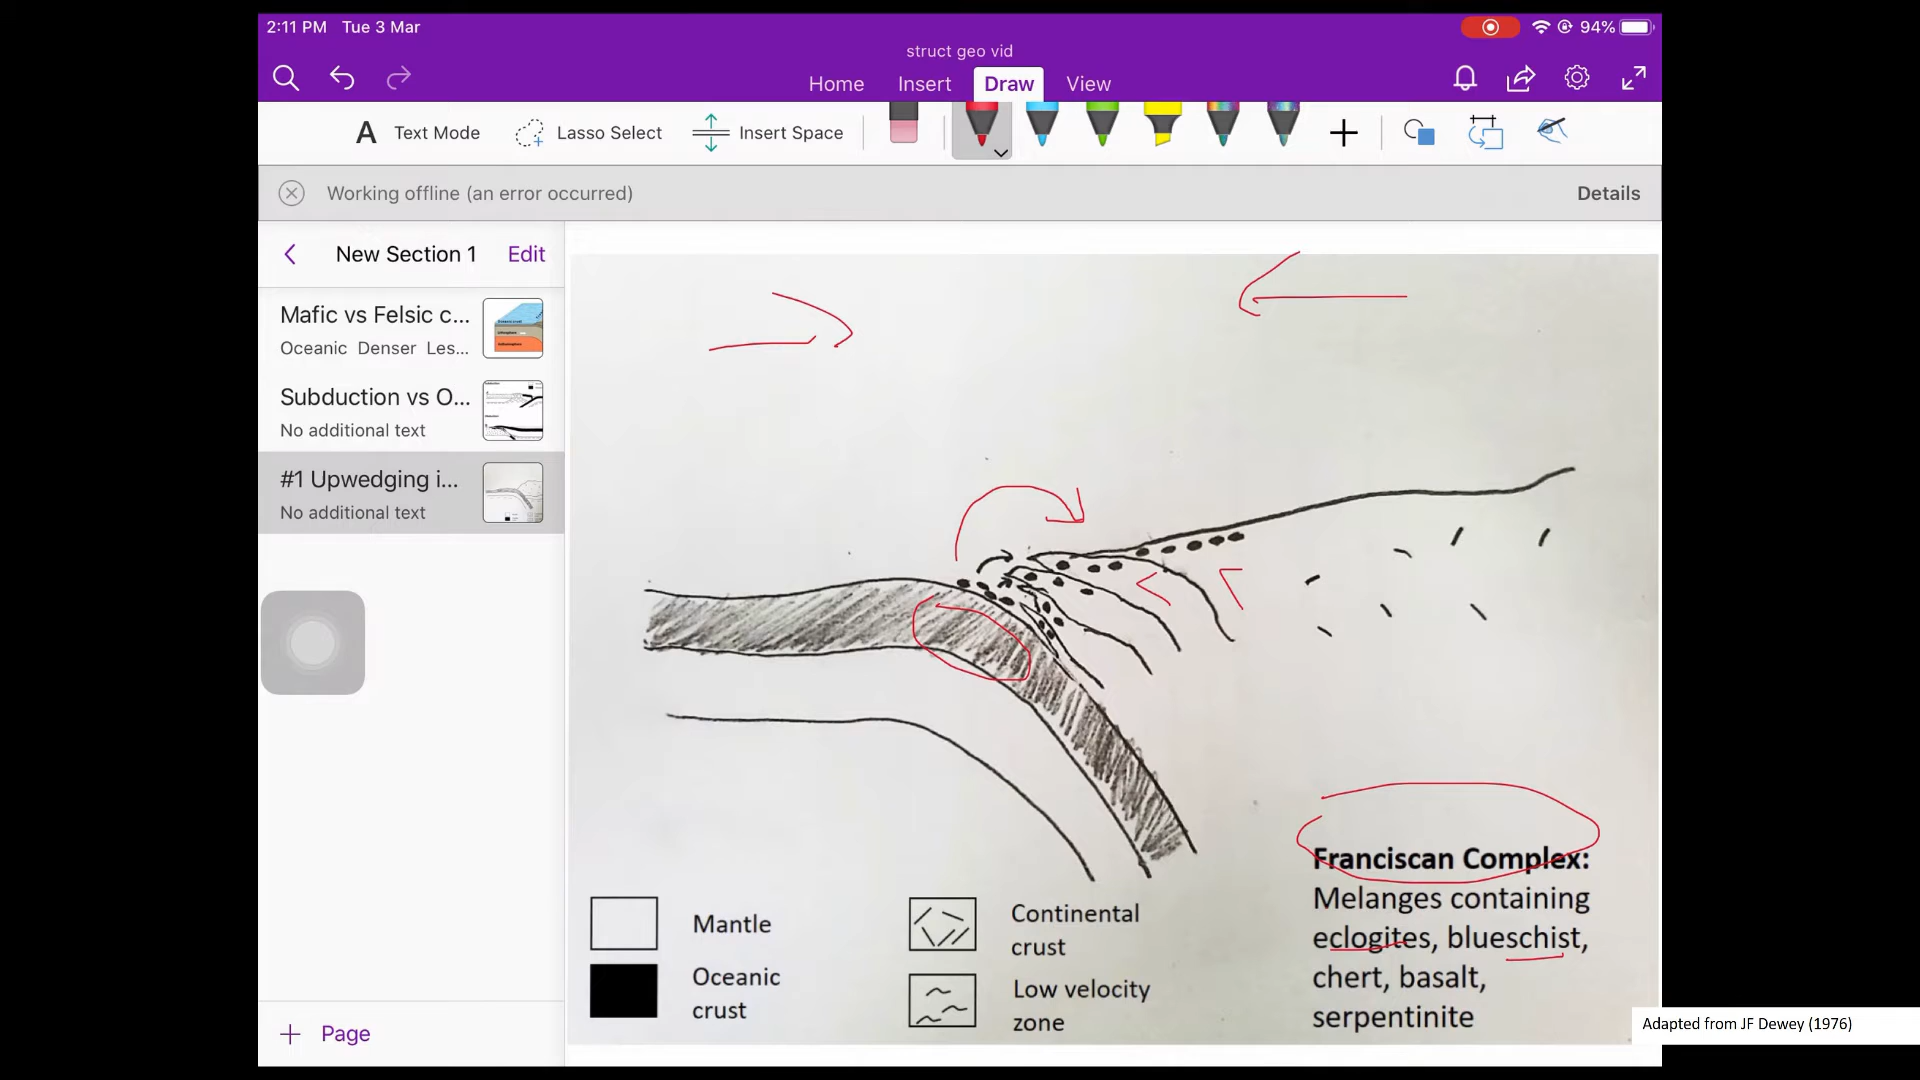 2:11 PM Tue 3 Mar
94%
struct geo vid
Home Insert Draw View
A Text Mode Lasso Select Insert Space
Working offline (an error occurred)
Details
New Section 1
Edit
Mafic vs Felsic c...
Oceanic Denser Les...
Subduction vs O...
No additional text
#1 Upwedging i...
No additional text
Page
Mantle
Oceanic
crust
Continental
crust
Low velocity
zone
Franciscan Complex:
Melanges containing
eclogites, blueschist,
chert, basalt,
serpentinite
Adapted from JF Dewey (1976)